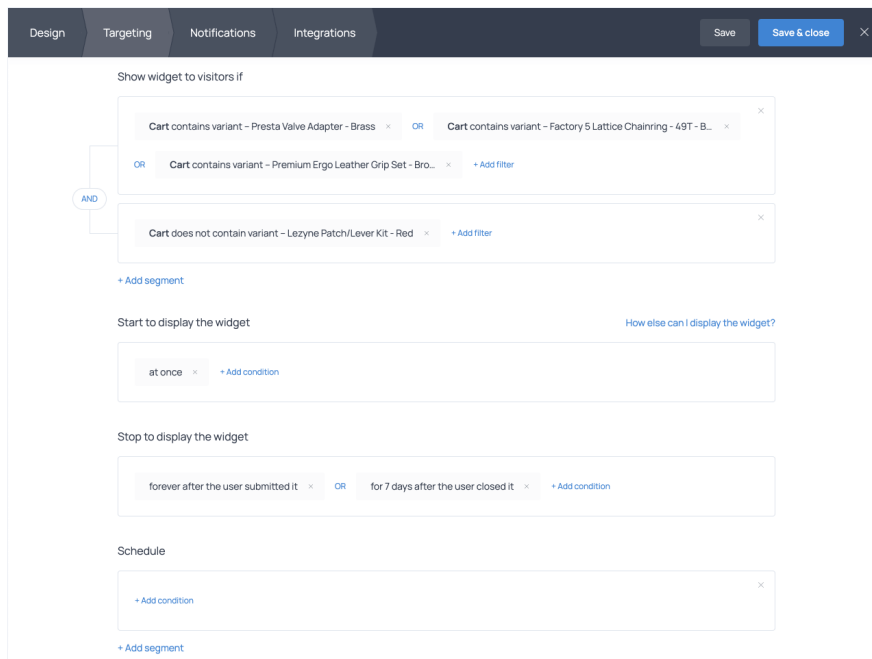 Design Targeting Notifications Integrations Save Save & close ×
Show widget to visitors if
×
Cart contains variant – Presta Valve Adapter - Brass × OR Cart contains variant – Factory 5 Lattice Chainring - 49T - B... ×
OR Cart contains variant – Premium Ergo Leather Grip Set - Bro... × + Add filter
AND
×
Cart does not contain variant – Lezyne Patch/Lever Kit - Red × + Add filter
+ Add segment
Start to display the widget How else can I display the widget?
at once × + Add condition
Stop to display the widget
forever after the user submitted it × OR for 7 days after the user closed it × + Add condition
Schedule
×
+ Add condition
+ Add segment